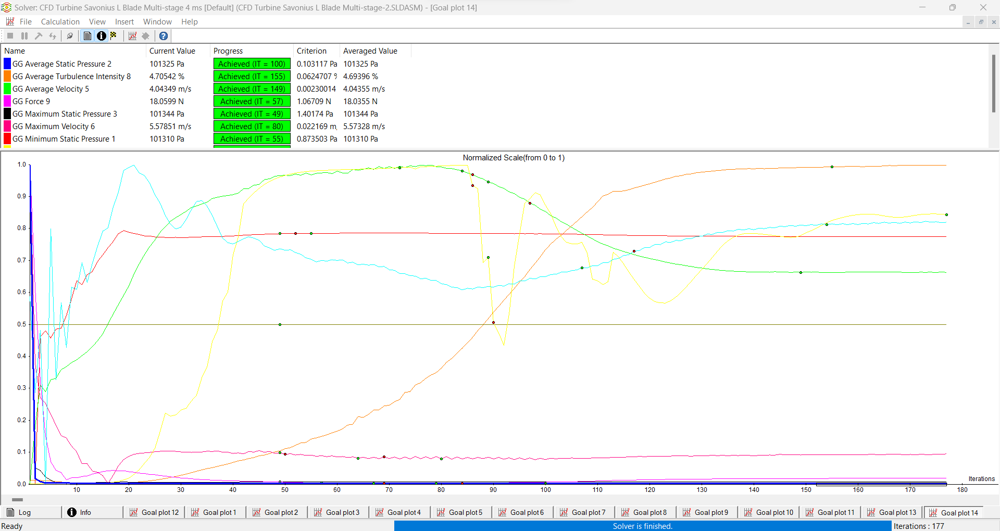 Solver: CFD Turbine Savonius L Blade Multi-stage 4 ms [Default] (CFD Turbine Savonius L Blade Multi-stage-2.SLDASM) - [Goal plot 14]
File Calculation View Insert Window Help
Name Current Value Progress Criterion Averaged Value
GG Average Static Pressure 2 101325 Pa Achieved (IT = 100) 0.103117 Pa 101325 Pa
GG Average Turbulence Intensity 8 4.70542 % Achieved (IT = 155) 0.0624707 % 4.69396 %
GG Average Velocity 5 4.04349 m/s Achieved (IT = 149) 0.00230014 4.04355 m/s
GG Force 9 18.0599 N Achieved (IT = 57) 1.06709 N 18.0355 N
GG Maximum Static Pressure 3 101344 Pa Achieved (IT = 49) 1.40174 Pa 101344 Pa
GG Maximum Velocity 6 5.57851 m/s Achieved (IT = 80) 0.022169 m, 5.57328 m/s
GG Minimum Static Pressure 1 101310 Pa Achieved (IT = 55) 0.873503 Pa 101310 Pa
Normalized Scale(from 0 to 1)
1.0
0.9
0.8
0.7
0.6
0.5
0.4
0.3
0.2
0.1
0.0
Iterations
10 20 30 40 50 60 70 80 90 100 110 120 130 140 150 160 170 180
Log Info Goal plot 12 Goal plot 1 Goal plot 2 Goal plot 3 Goal plot 4 Goal plot 5 Goal plot 6 Goal plot 7 Goal plot 8 Goal plot 9 Goal plot 10 Goal plot 11 Goal plot 13 Goal plot 14
Ready Solver is finished. Iterations : 177